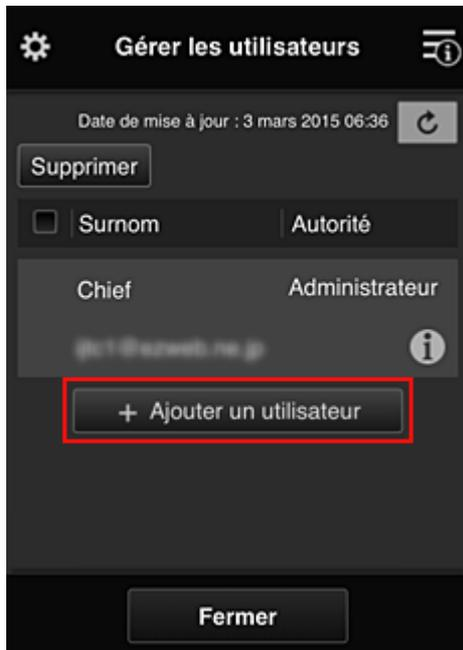 Gérer les utilisateurs
Date de mise à jour : 3 mars 2015 06:36
Supprimer
Surnom Autorité
Chief Administrateur
+ Ajouter un utilisateur
Fermer